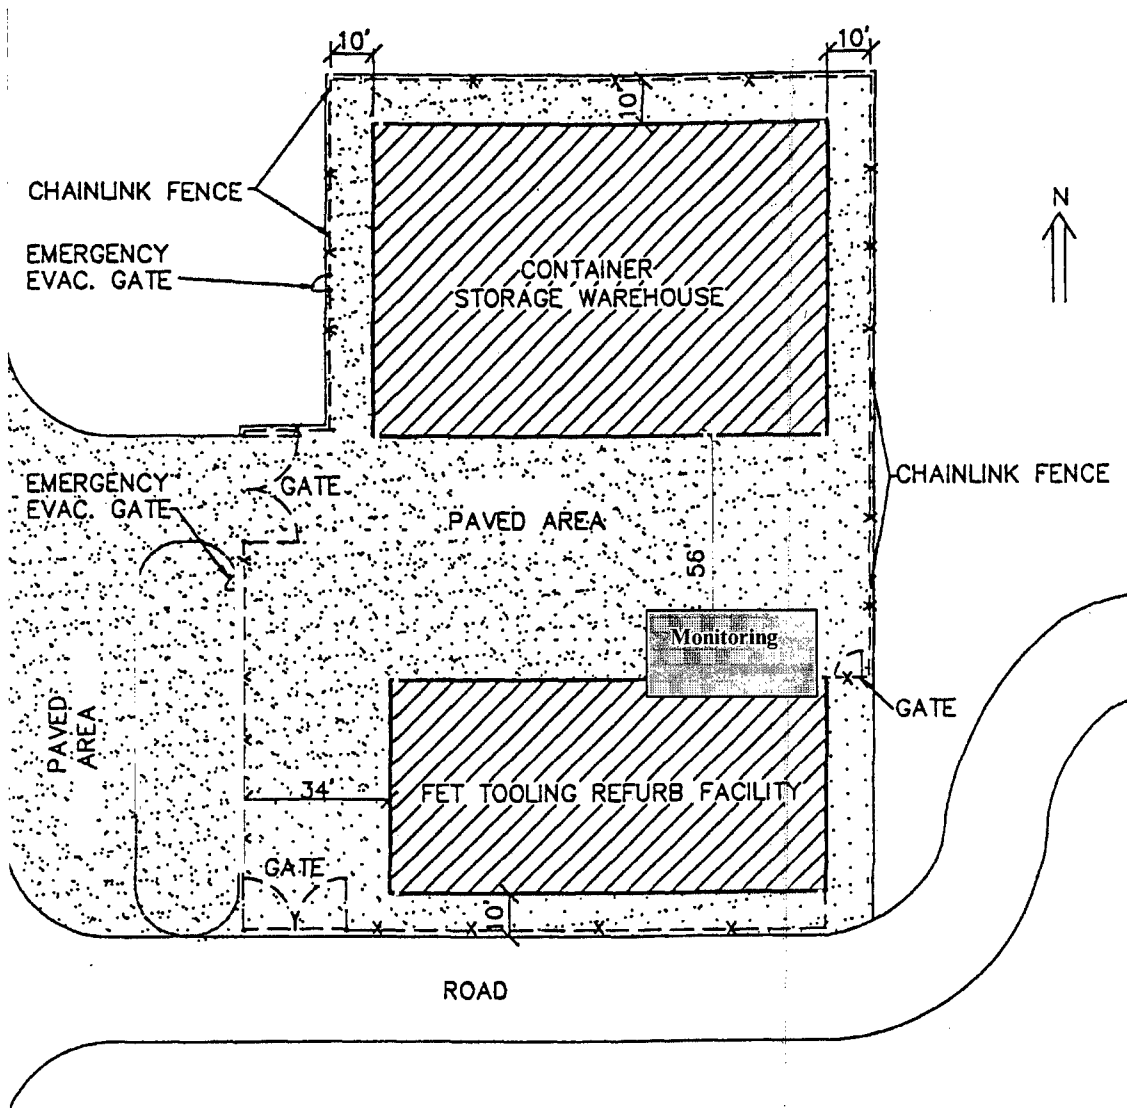 10'
10'
10'
CHAINLINK FENCE
N
EMERGENCY
EVAC. GATE
CONTAINER
STORAGE WAREHOUSE
EMERGENCY
EVAC. GATE
GATE
CHAINLINK FENCE
PAVED AREA
56'
Monitoring
GATE
PAVED
AREA
34'
FET TOOLING REFURB FACILITY
GATE
10'
ROAD